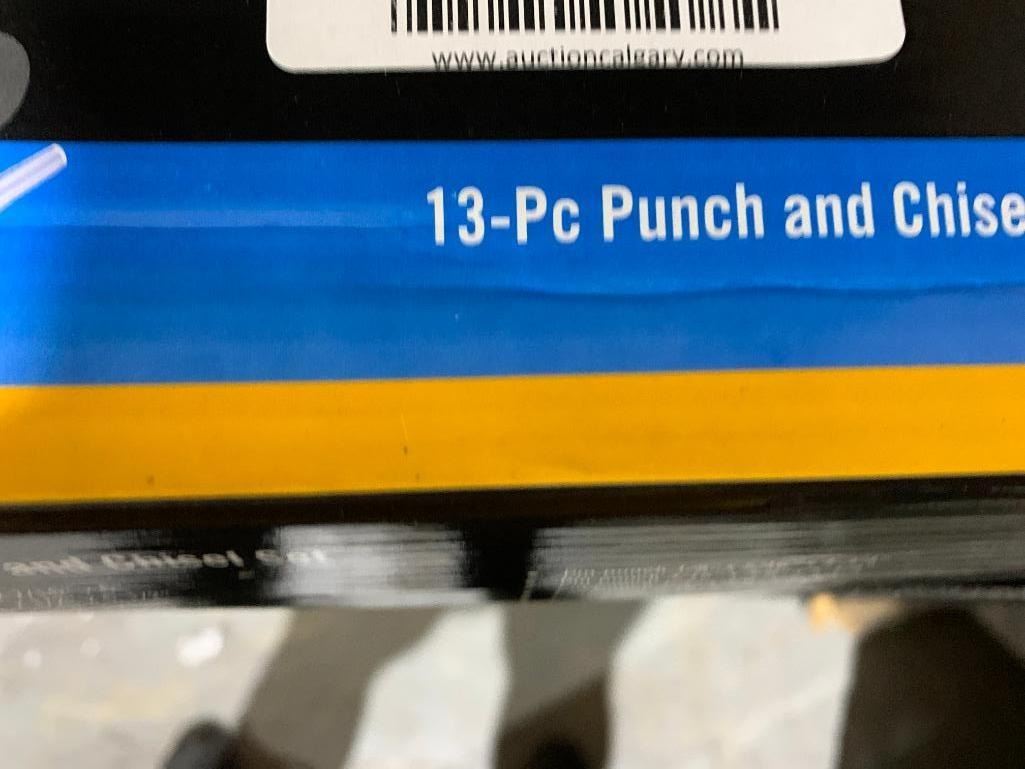 www.auctioncalgary.com
13-Pc Punch and Chise
and Chisel Set